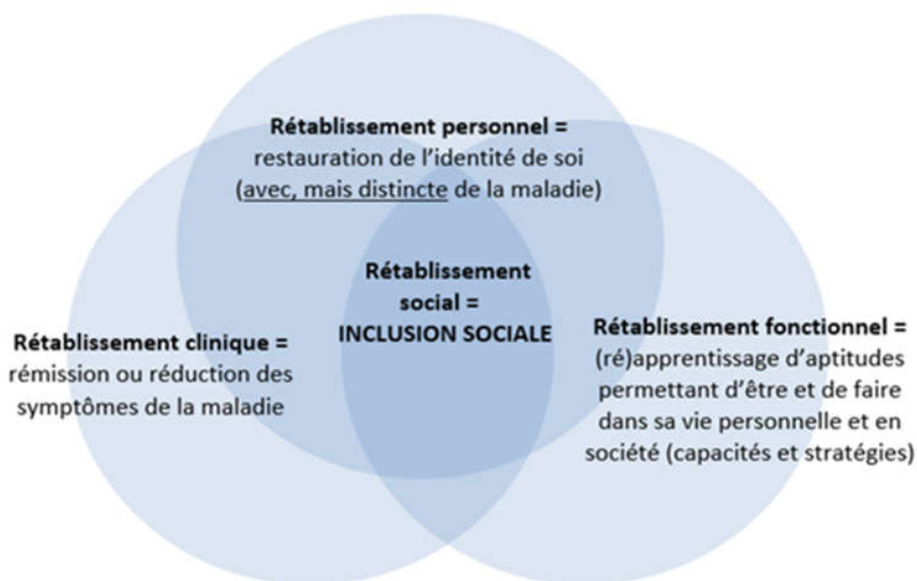 Rétablissement personnel =
restauration de l'identité de soi
(avec, mais distincte de la maladie)
Rétablissement
social =
INCLUSION SOCIALE
Rétablissement clinique =
rémission ou réduction des
symptômes de la maladie
Rétablissement fonctionnel =
(ré)apprentissage d'aptitudes
permettant d'être et de faire
dans sa vie personnelle et en
société (capacités et stratégies)